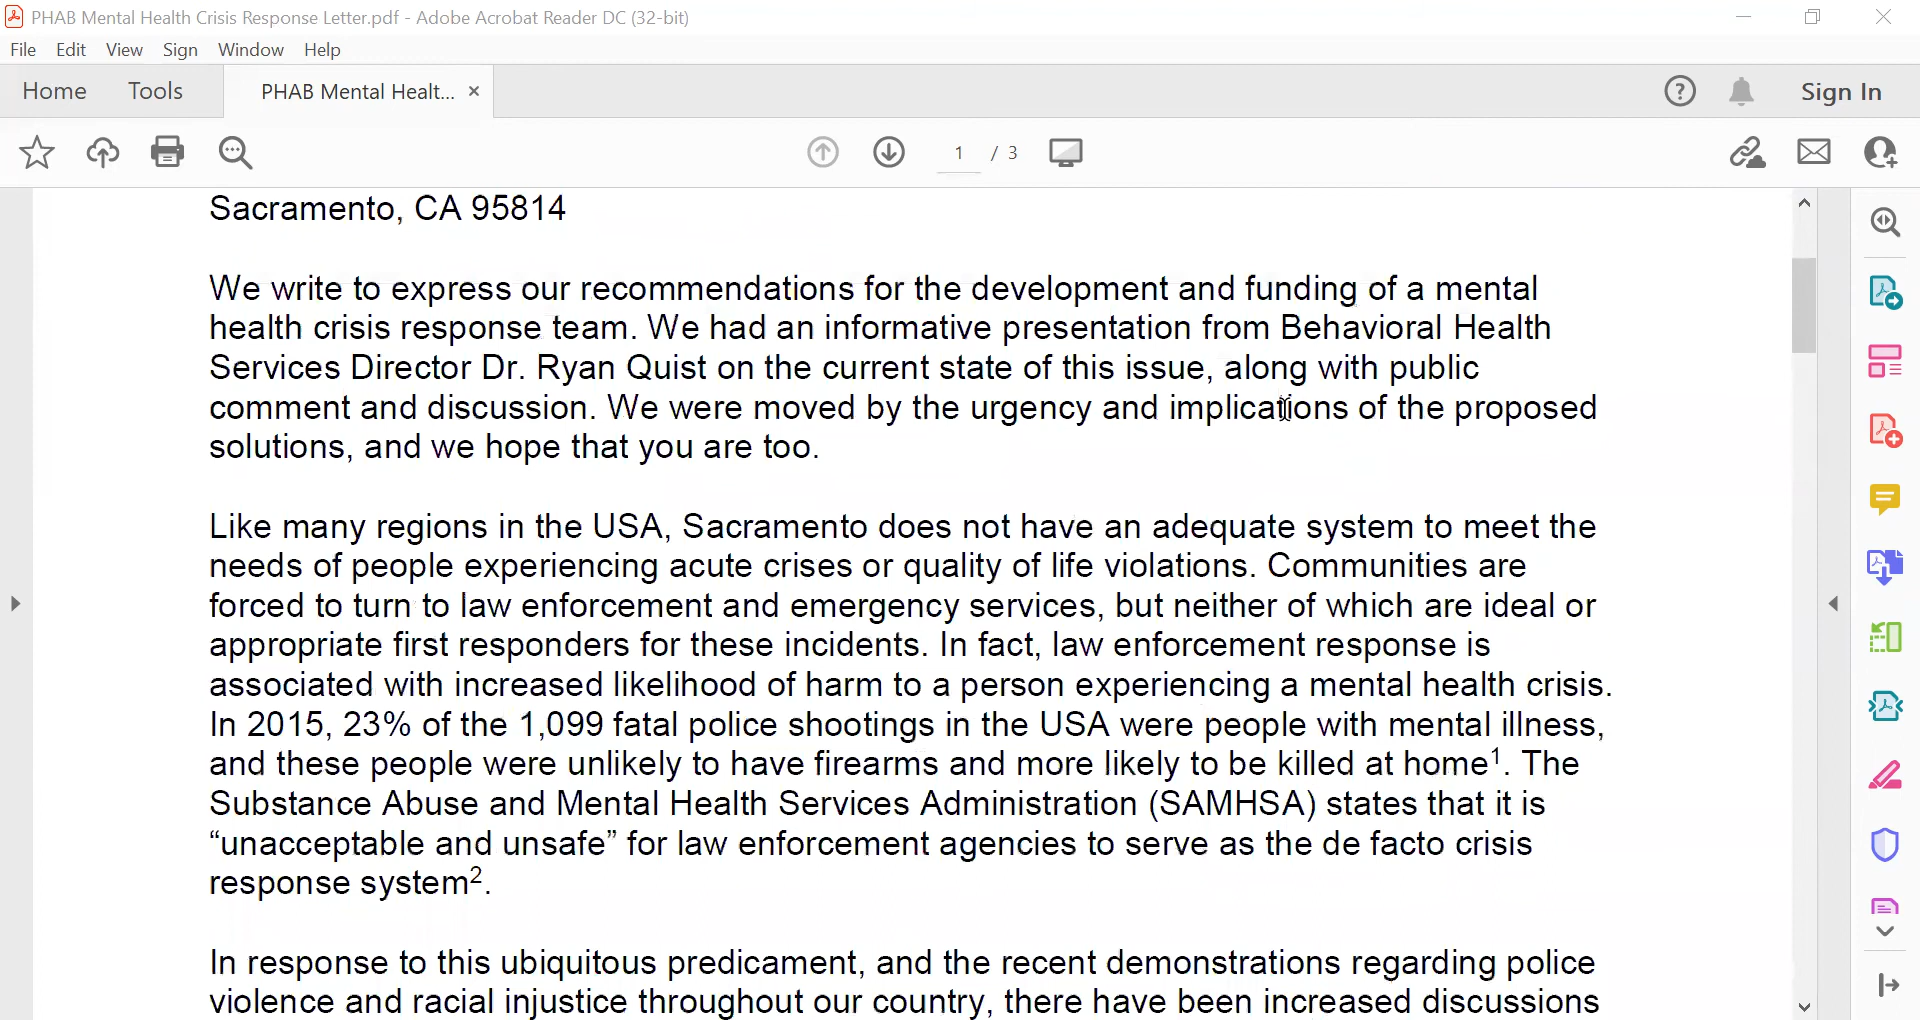 PHAB Mental Health Crisis Response Letter.pdf - Adobe Acrobat Reader DC (32-bit)
File Edit View Sign Window Help
Home Tools PHAB Mental Healt... × Sign In
1 / 3
Sacramento, CA 95814
We write to express our recommendations for the development and funding of a mental
health crisis response team. We had an informative presentation from Behavioral Health
Services Director Dr. Ryan Quist on the current state of this issue, along with public
comment and discussion. We were moved by the urgency and implications of the proposed
solutions, and we hope that you are too.
Like many regions in the USA, Sacramento does not have an adequate system to meet the
needs of people experiencing acute crises or quality of life violations. Communities are
forced to turn to law enforcement and emergency services, but neither of which are ideal or
appropriate first responders for these incidents. In fact, law enforcement response is
associated with increased likelihood of harm to a person experiencing a mental health crisis.
In 2015, 23% of the 1,099 fatal police shootings in the USA were people with mental illness,
and these people were unlikely to have firearms and more likely to be killed at home¹. The
Substance Abuse and Mental Health Services Administration (SAMHSA) states that it is
“unacceptable and unsafe” for law enforcement agencies to serve as the de facto crisis
response system².
In response to this ubiquitous predicament, and the recent demonstrations regarding police
violence and racial injustice throughout our country, there have been increased discussions